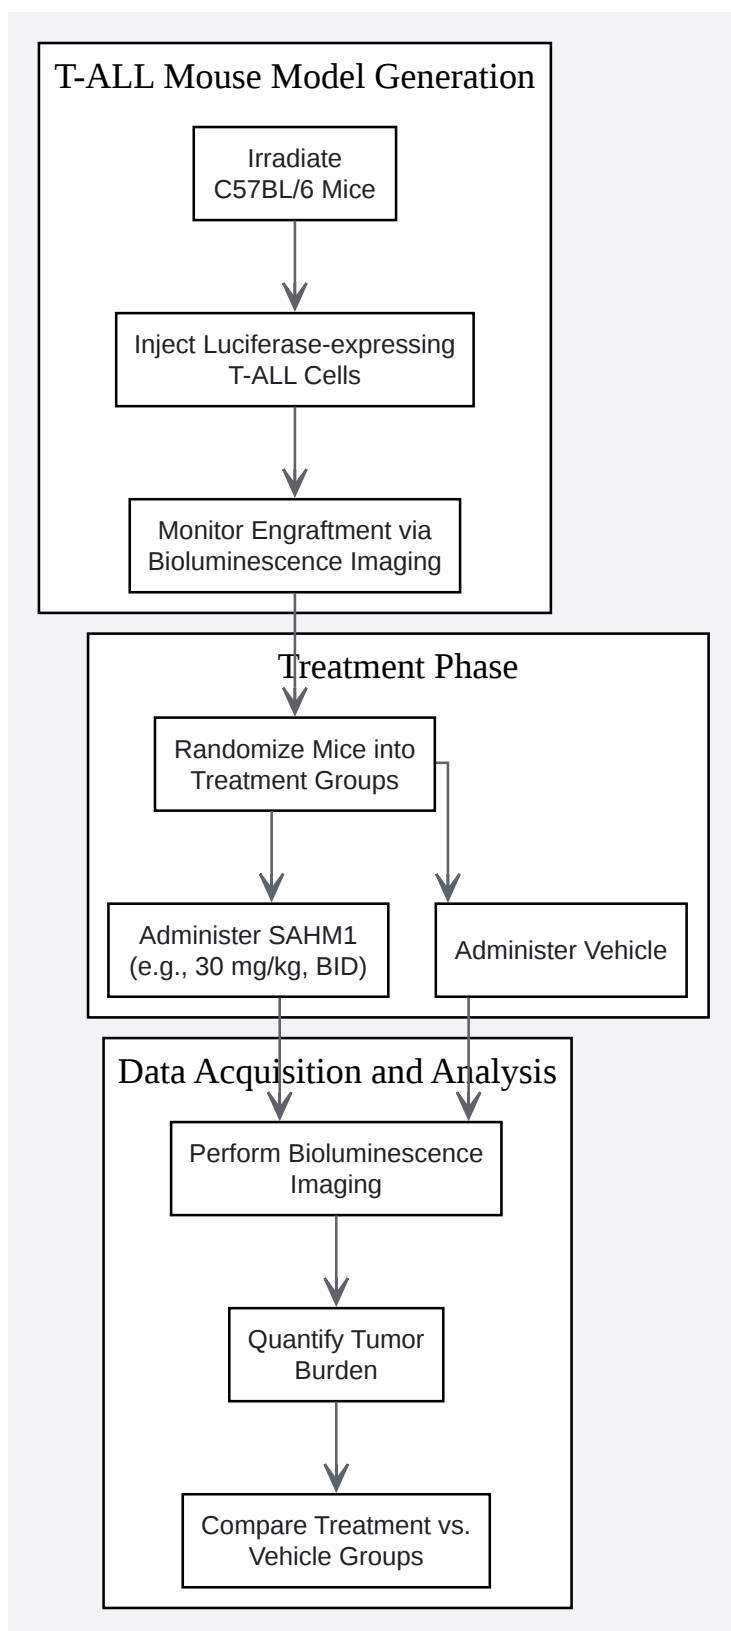 T-ALL Mouse Model Generation
Irradiate
C57BL/6 Mice
Inject Luciferase-expressing
T-ALL Cells
Monitor Engraftment via
Bioluminescence Imaging
Treatment Phase
Randomize Mice into
Treatment Groups
Administer SAHM1
(e.g., 30 mg/kg, BID)
Administer Vehicle
Data Acquisition and Analysis
Perform Bioluminescence
Imaging
Quantify Tumor
Burden
Compare Treatment vs.
Vehicle Groups